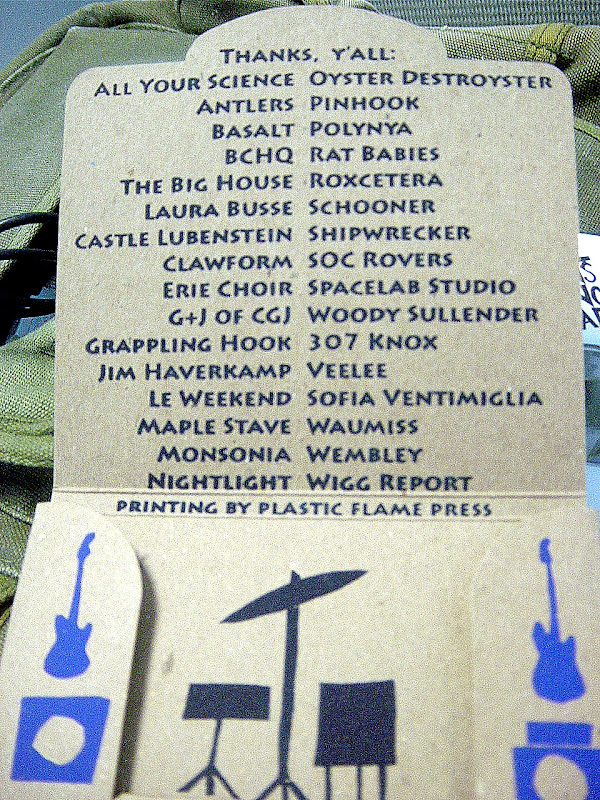 Thanks, y'all:
All Your Science Oyster Destroyster
Antlers Pinhook
Basalt Polynya
BCHQ Rat Babies
The Big House Roxcetera
Laura Busse Schooner
Castle Lubenstein Shipwrecker
Clawform SOC Rovers
Erie Choir Spacelab Studio
G+J of CGJ Woody Sullender
Grappling Hook 307 Knox
Jim Haverkamp Veelee
Le Weekend Sofia Ventimiglia
Maple Stave Waumiss
Monsonia Wembley
Nightlight Wigg Report
Printing by Plastic Flame Press